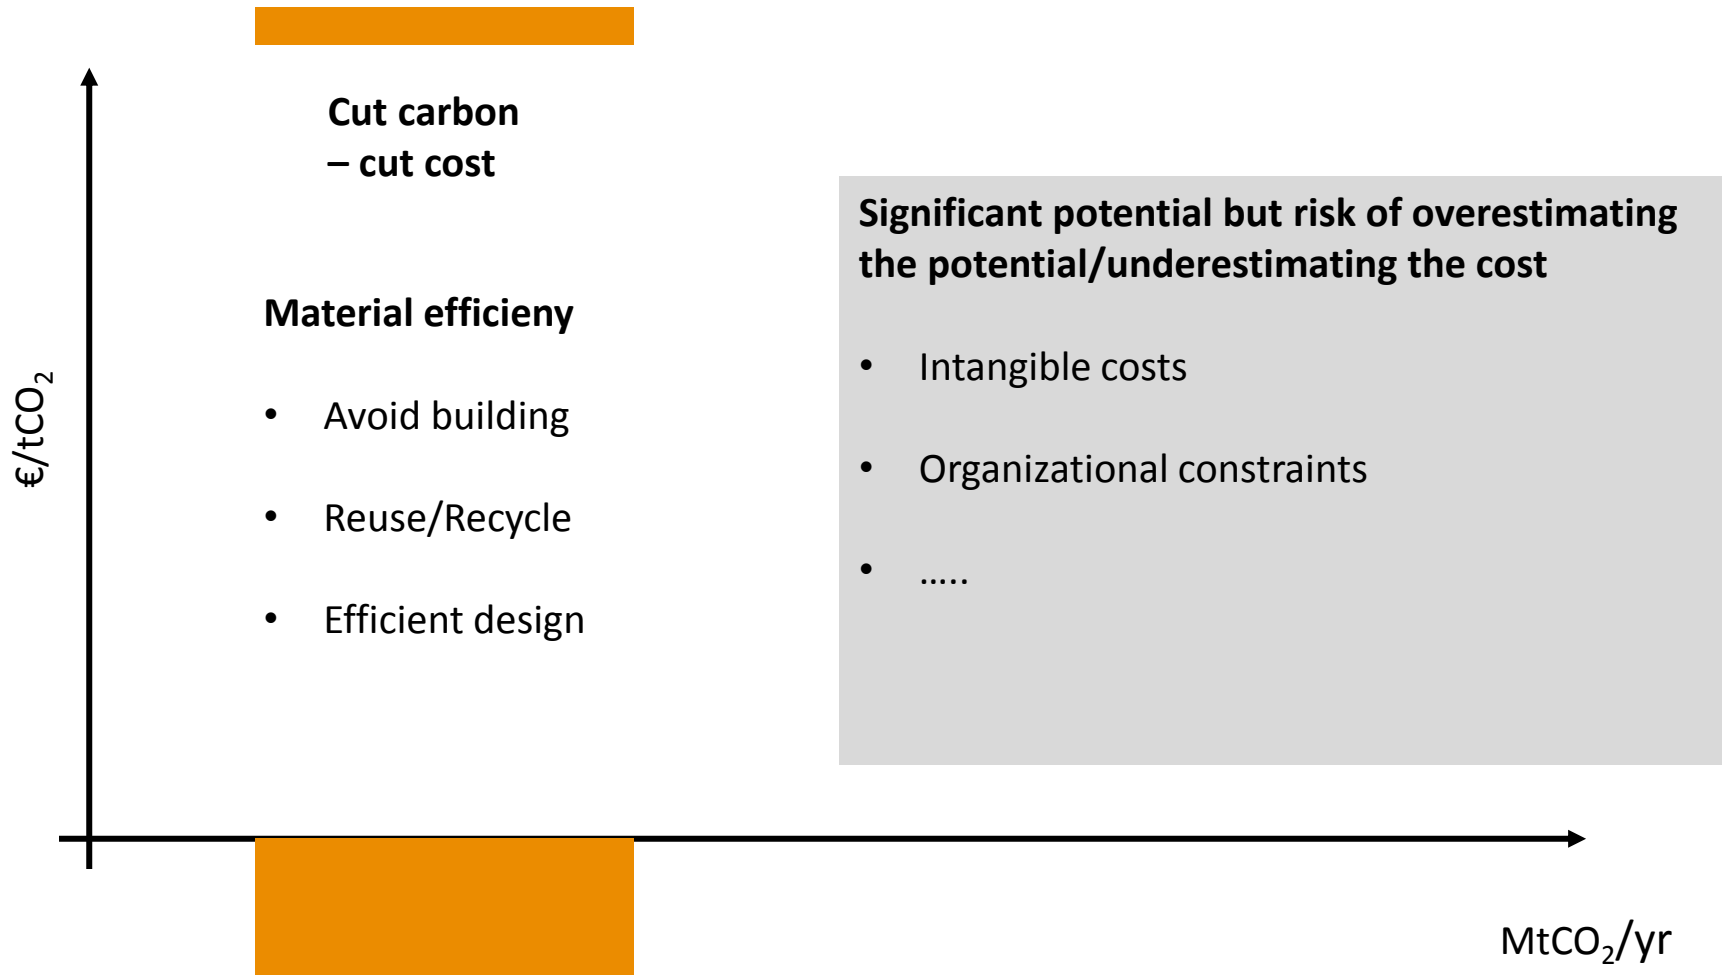 Cut carbon
– cut cost
Significant potential but risk of overestimating
the potential/underestimating the cost
Material efficieny
• Intangible costs
• Avoid building
• Organizational constraints
• Reuse/Recycle
• …..
• Efficient design
€/tCO₂
MtCO₂/yr